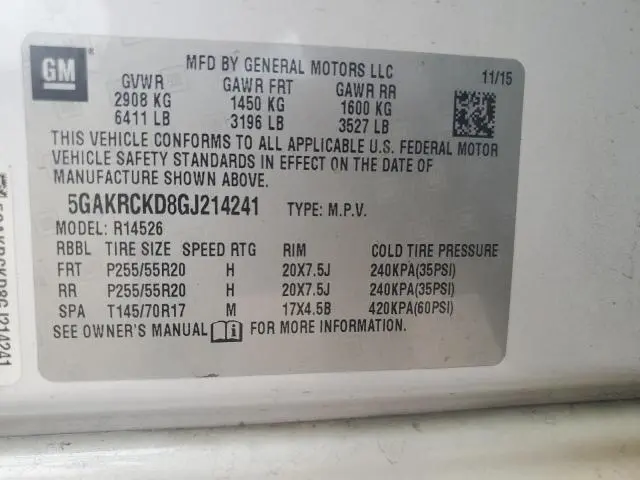 GM
MFD BY GENERAL MOTORS LLC
11/15
GVWR GAWR FRT GAWR RR
2908 KG 1450 KG 1600 KG
6411 LB 3196 LB 3527 LB
THIS VEHICLE CONFORMS TO ALL APPLICABLE U.S. FEDERAL MOTOR
VEHICLE SAFETY STANDARDS IN EFFECT ON THE DATE OF
MANUFACTURE SHOWN ABOVE.
5GAKRCKD8GJ214241 TYPE: M.P.V.
MODEL: R14526
RBBL TIRE SIZE SPEED RTG RIM COLD TIRE PRESSURE
FRT P255/55R20 H 20X7.5J 240KPA(35PSI)
RR P255/55R20 H 20X7.5J 240KPA(35PSI)
SPA T145/70R17 M 17X4.5B 420KPA(60PSI)
SEE OWNER'S MANUAL FOR MORE INFORMATION.
5GAKRCKD8GJ214241